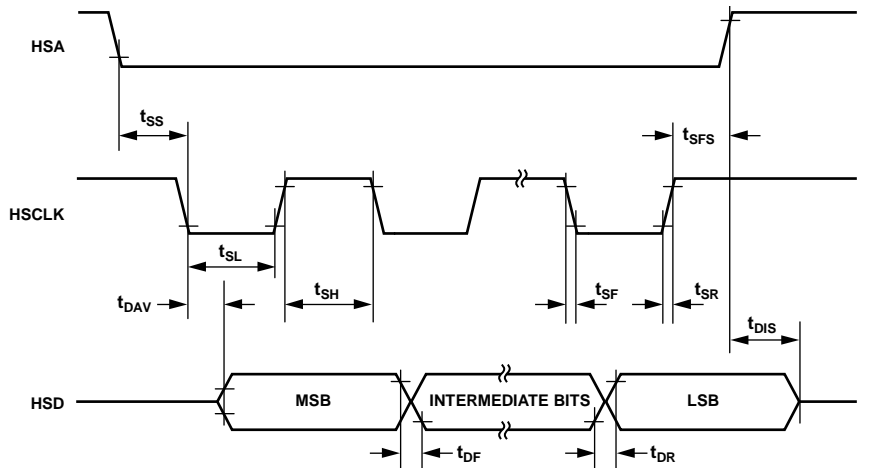 HSA
tSS
tSFS
HSCLK
tSL
tDAV
tSH
tSF
tSR
tDIS
HSD
MSB
INTERMEDIATE BITS
LSB
tDF
tDR